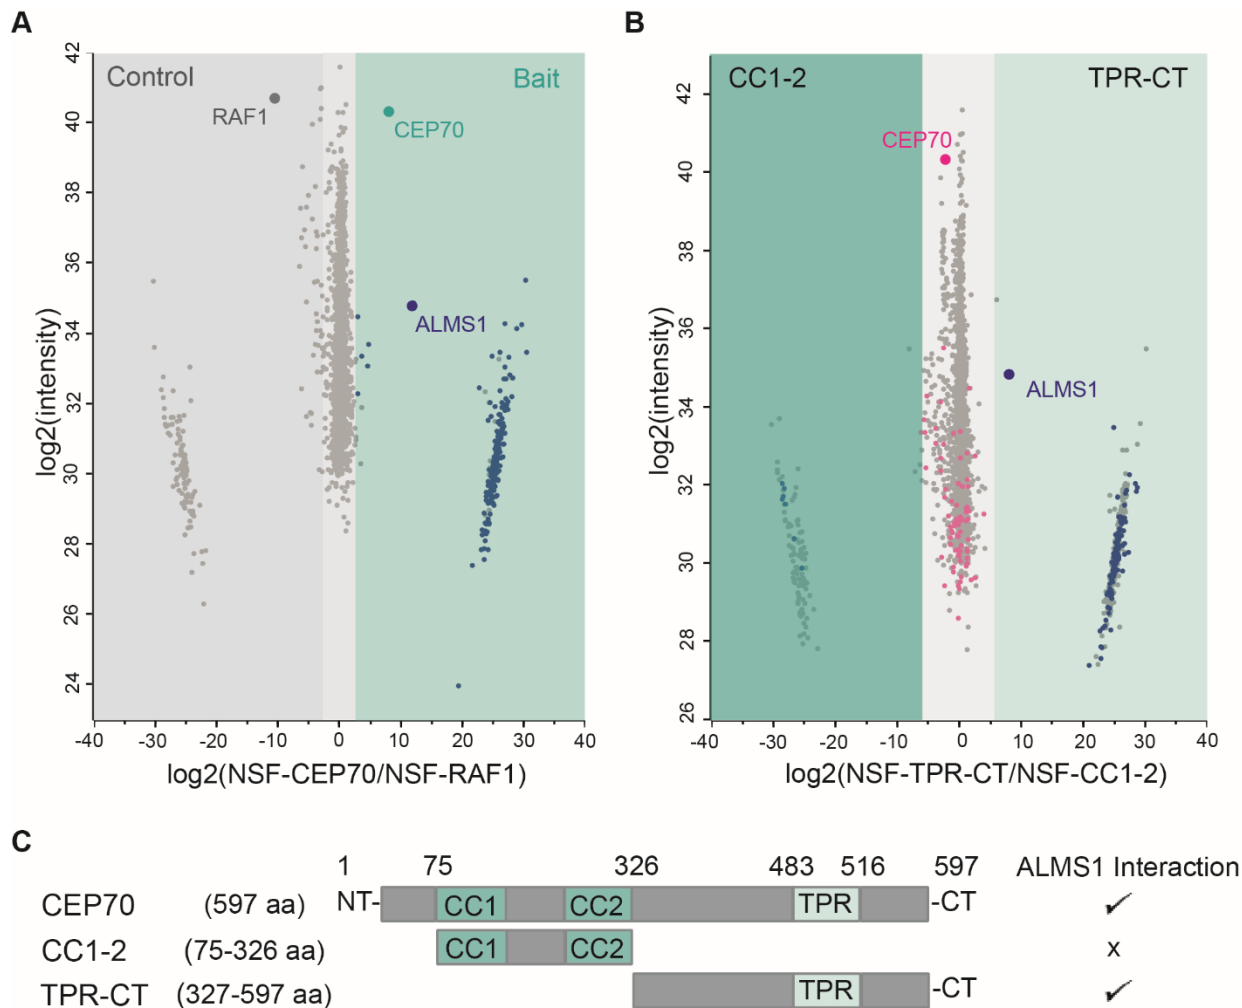 A
Control
Bait
RAF1
CEP70
ALMS1
42
40
38
36
34
32
30
28
26
24
log2(intensity)
-40 -30 -20 -10 0 10 20 30 40
log2(NSF-CEP70/NSF-RAF1)
B
CC1-2
TPR-CT
CEP70
ALMS1
42
40
38
36
34
32
30
28
26
log2(intensity)
-40 -30 -20 -10 0 10 20 30 40
log2(NSF-TPR-CT/NSF-CC1-2)
C
1 75 326 483 516 597 ALMS1 Interaction
CEP70 (597 aa) NT- CC1 CC2 TPR -CT ✓
CC1-2 (75-326 aa) CC1 CC2 x
TPR-CT (327-597 aa) TPR -CT ✓